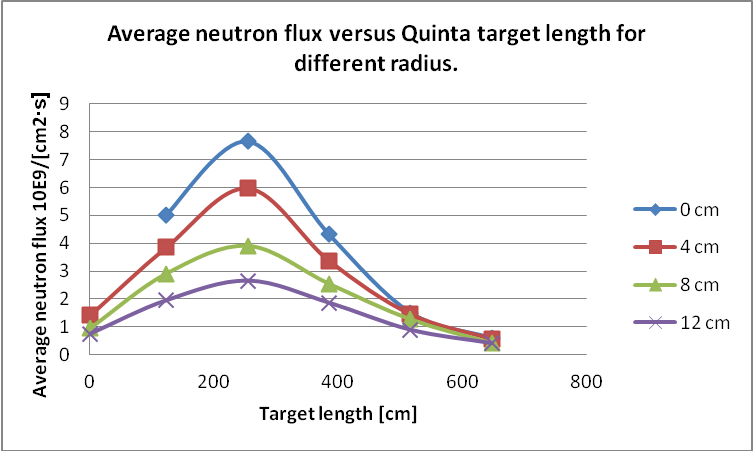 Average neutron flux versus Quinta target length for
different radius.
Average neutron flux 10E9/[cm2·s]
9
8
7
6
5
4
3
2
1
0
0 200 400 600 800
Target length [cm]
0 cm
4 cm
8 cm
12 cm